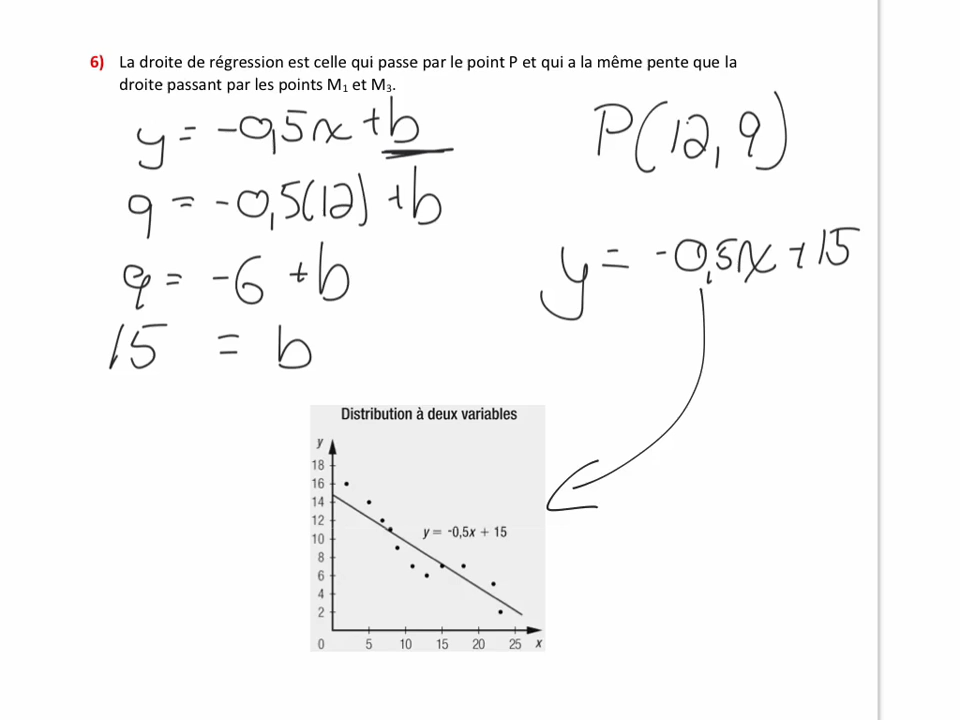 6) La droite de régression est celle qui passe par le point P et qui a la même pente que la
droite passant par les points M₁ et M₃.
y = -0,5x + b
P(12, 9)
9 = -0,5(12) + b
y = -0,5x + 15
9 = -6 + b
15 = b
Distribution à deux variables
y
18
16
14
12
10
8
6
4
2
y = -0,5x + 15
0 5 10 15 20 25 x